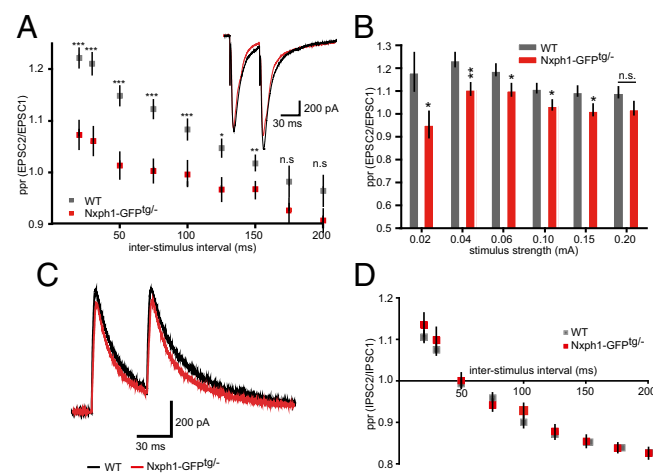 A
ppr (EPSC2/EPSC1)
1.2
1.1
1.0
0.9
***
***
***
***
***
*
**
n.s
n.s
200 pA
30 ms
WT
Nxph1-GFPtg/-
50
100
150
200
inter-stimulus interval (ms)
B
ppr (EPSC2/EPSC1)
1.3
1.2
1.1
1.0
0.9
0.8
0.7
0.6
0.5
WT
Nxph1-GFPtg/-
*
**
*
*
*
n.s.
0.02
0.04
0.06
0.10
0.15
0.20
stimulus strength (mA)
C
200 pA
30 ms
WT
Nxph1-GFPtg/-
D
ppr (IPSC2/IPSC1)
1.2
1.1
1.0
0.9
0.8
WT
Nxph1-GFPtg/-
inter-stimulus interval (ms)
50
100
150
200